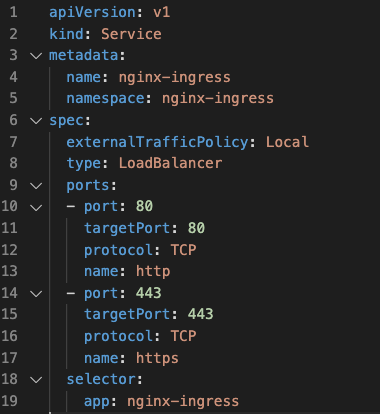 1 apiVersion: v1
2 kind: Service
3 metadata:
4   name: nginx-ingress
5   namespace: nginx-ingress
6 spec:
7   externalTrafficPolicy: Local
8   type: LoadBalancer
9   ports:
10   - port: 80
11     targetPort: 80
12     protocol: TCP
13     name: http
14   - port: 443
15     targetPort: 443
16     protocol: TCP
17     name: https
18   selector:
19     app: nginx-ingress